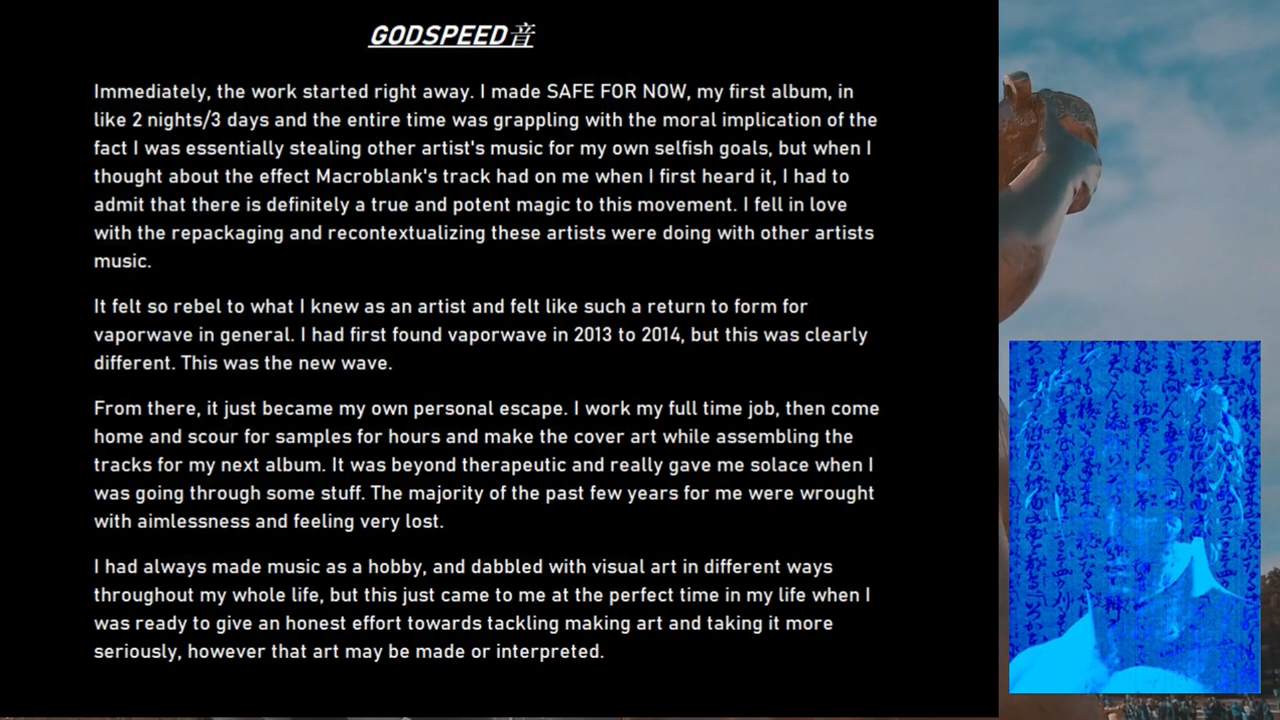 GODSPEED音
Immediately, the work started right away. I made SAFE FOR NOW, my first album, in
like 2 nights/3 days and the entire time was grappling with the moral implication of the
fact I was essentially stealing other artist's music for my own selfish goals, but when I
thought about the effect Macroblank's track had on me when I first heard it, I had to
admit that there is definitely a true and potent magic to this movement. I fell in love
with the repackaging and recontextualizing these artists were doing with other artists
music.
It felt so rebel to what I knew as an artist and felt like such a return to form for
vaporwave in general. I had first found vaporwave in 2013 to 2014, but this was clearly
different. This was the new wave.
From there, it just became my own personal escape. I work my full time job, then come
home and scour for samples for hours and make the cover art while assembling the
tracks for my next album. It was beyond therapeutic and really gave me solace when I
was going through some stuff. The majority of the past few years for me were wrought
with aimlessness and feeling very lost.
I had always made music as a hobby, and dabbled with visual art in different ways
throughout my whole life, but this just came to me at the perfect time in my life when I
was ready to give an honest effort towards tackling making art and taking it more
seriously, however that art may be made or interpreted.